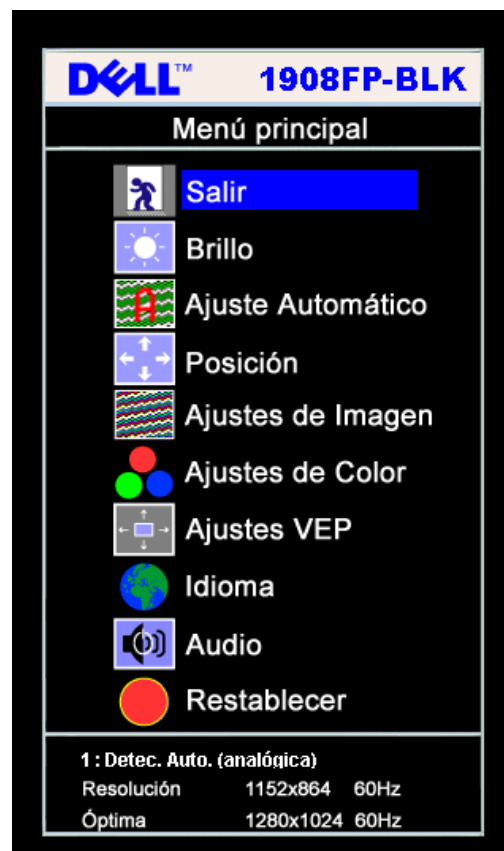 DELL™ 1908FP-BLK
Menú principal
Salir
Brillo
Ajuste Automático
Posición
Ajustes de Imagen
Ajustes de Color
Ajustes VEP
Idioma
Audio
Restablecer
1 : Detec. Auto. (analógica)
Resolución 1152x864 60Hz
Óptima 1280x1024 60Hz